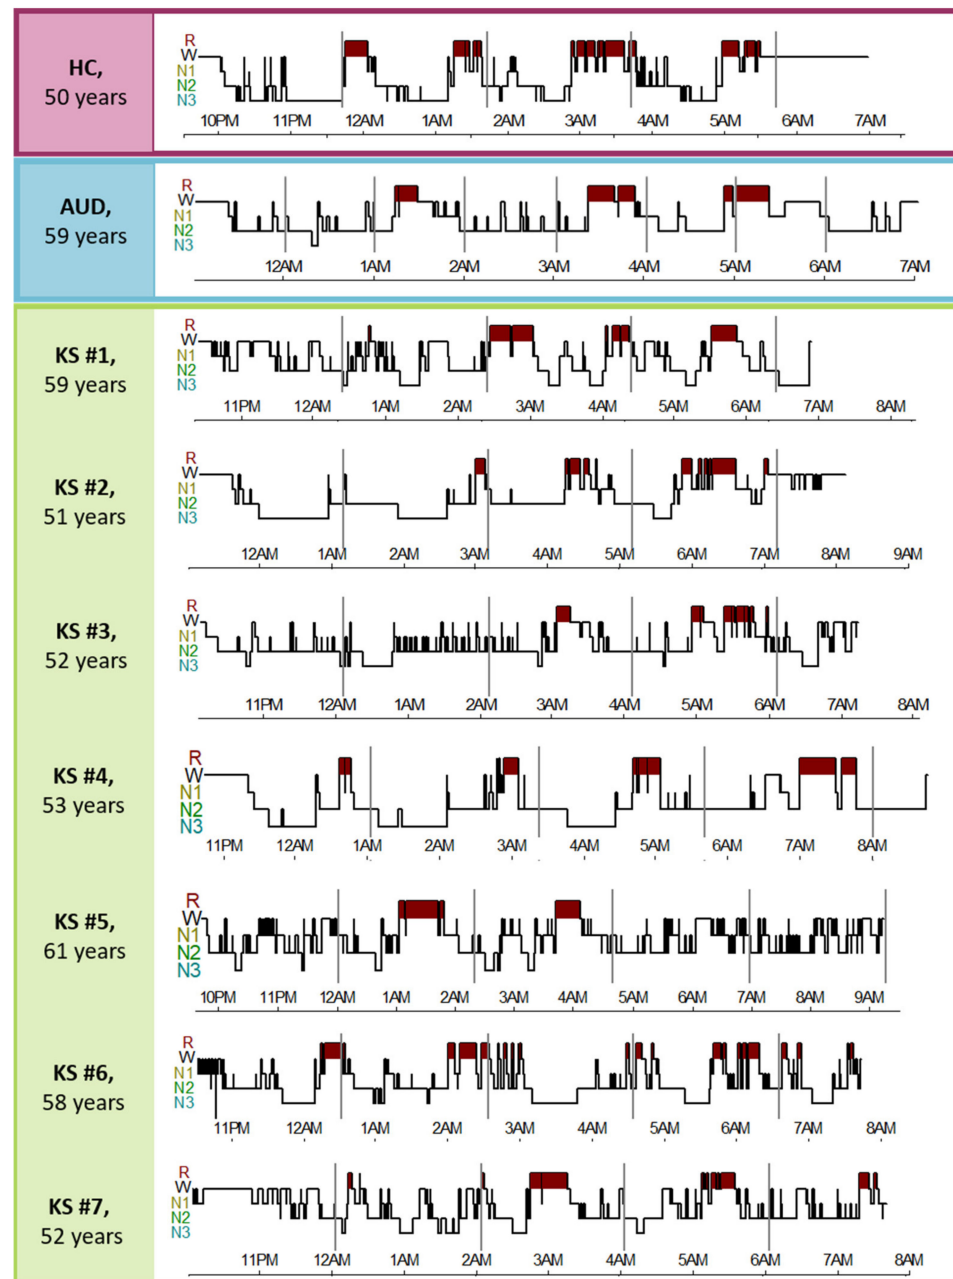 HC,
50 years
R
W
N1
N2
N3
10PM 11PM 12AM 1AM 2AM 3AM 4AM 5AM 6AM 7AM
AUD,
59 years
R
W
N1
N2
N3
12AM 1AM 2AM 3AM 4AM 5AM 6AM 7AM
KS #1,
59 years
R
W
N1
N2
N3
11PM 12AM 1AM 2AM 3AM 4AM 5AM 6AM 7AM 8AM
KS #2,
51 years
R
W
N1
N2
N3
12AM 1AM 2AM 3AM 4AM 5AM 6AM 7AM 8AM 9AM
KS #3,
52 years
R
W
N1
N2
N3
11PM 12AM 1AM 2AM 3AM 4AM 5AM 6AM 7AM 8AM
KS #4,
53 years
R
W
N1
N2
N3
11PM 12AM 1AM 2AM 3AM 4AM 5AM 6AM 7AM 8AM
KS #5,
61 years
R
W
N1
N2
N3
10PM 11PM 12AM 1AM 2AM 3AM 4AM 5AM 6AM 7AM 8AM 9AM
KS #6,
58 years
R
W
N1
N2
N3
11PM 12AM 1AM 2AM 3AM 4AM 5AM 6AM 7AM 8AM
KS #7,
52 years
R
W
N1
N2
N3
11PM 12AM 1AM 2AM 3AM 4AM 5AM 6AM 7AM 8AM